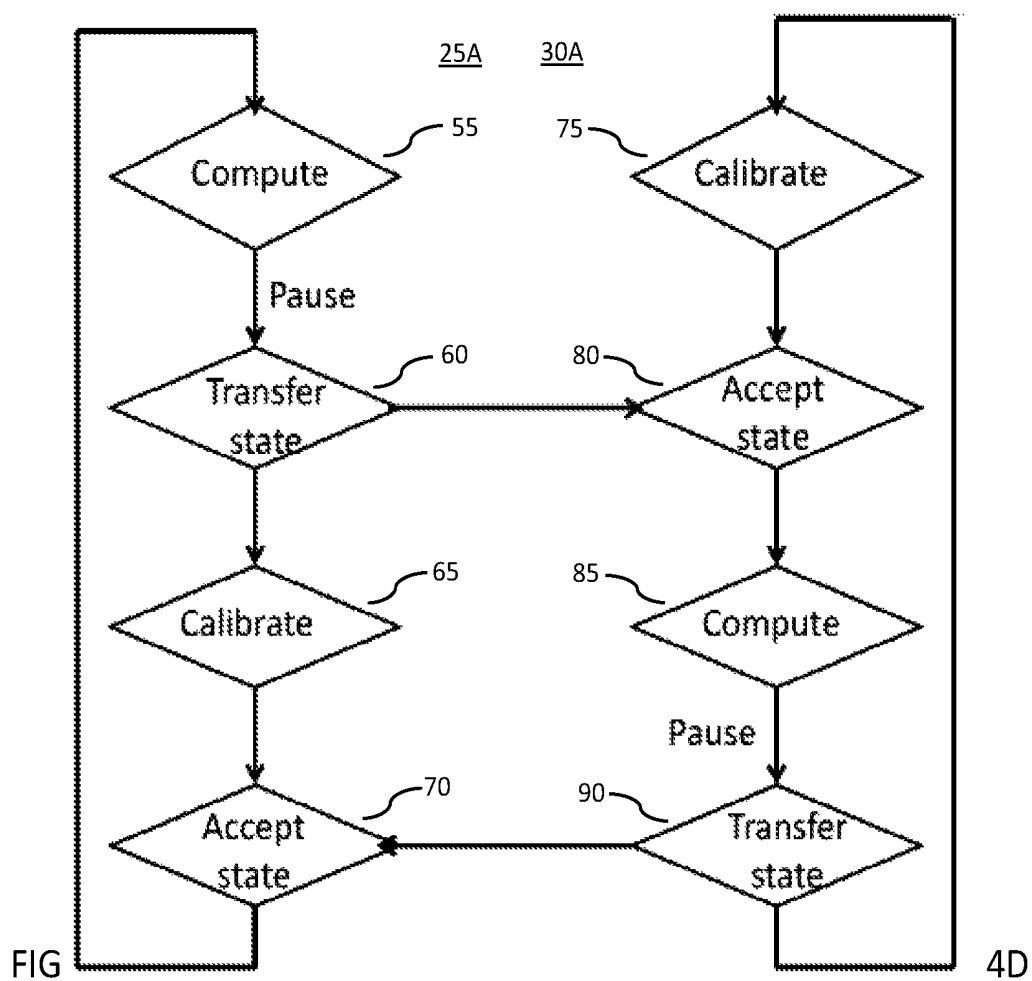 25A 30A
55 75
Compute Calibrate
Pause
60 80
Transfer Accept
state state
65 85
Calibrate Compute
Pause
70 90
Accept Transfer
state state
FIG 4D